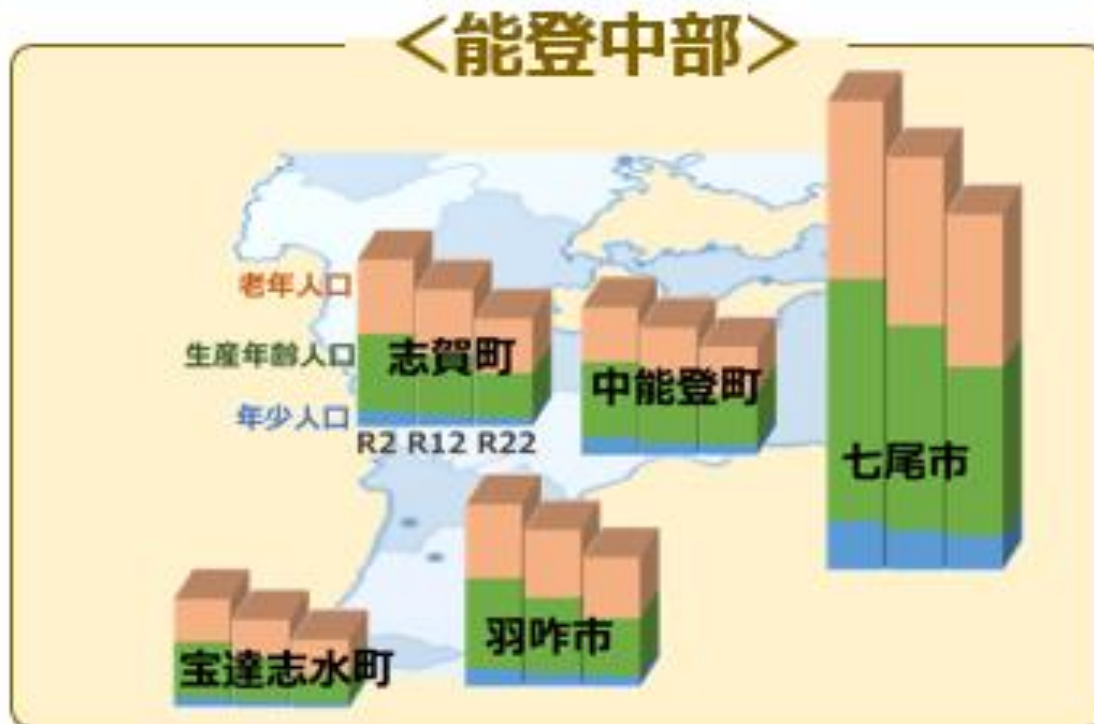 ＜能登中部＞
老年人口
生産年齢人口
年少人口
志賀町
R2 R12 R22
中能登町
七尾市
羽咋市
宝達志水町